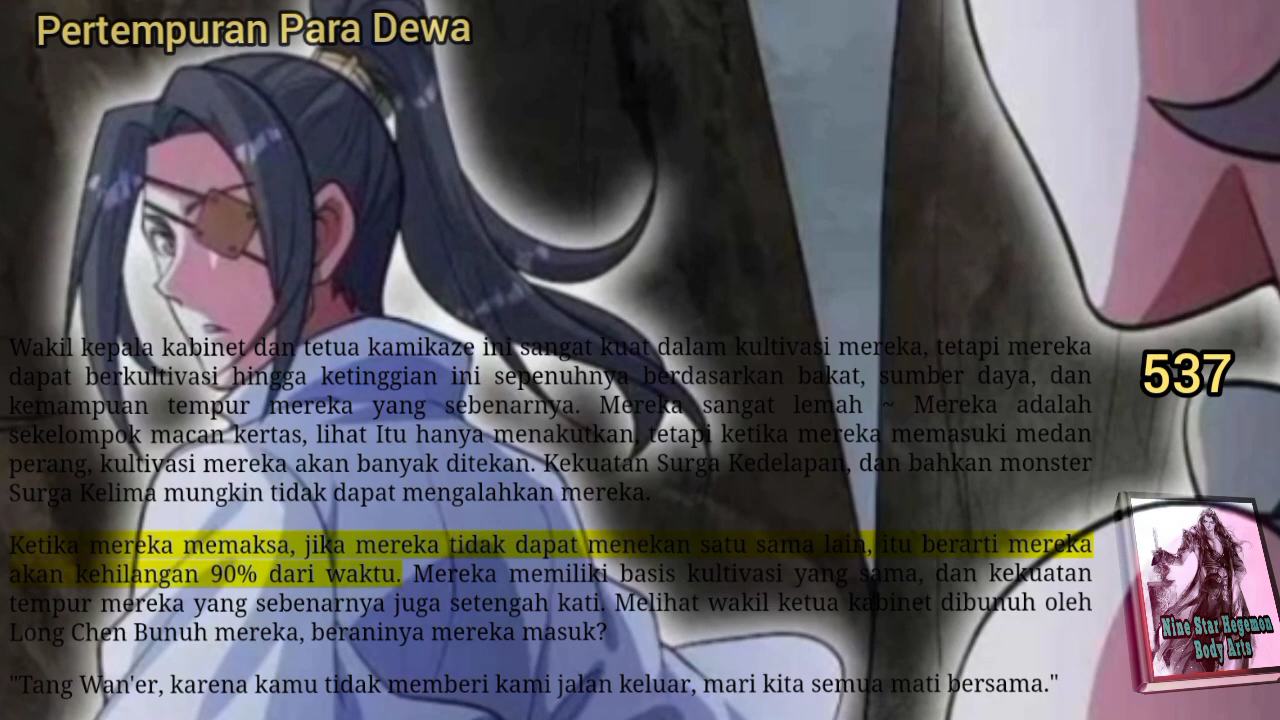 Pertempuran Para Dewa
Wakil kepala kabinet dan tetua kamikaze ini sangat kuat dalam kultivasi mereka, tetapi mereka
dapat berkultivasi hingga ketinggian ini sepenuhnya berdasarkan bakat, sumber daya, dan
kemampuan tempur mereka yang sebenarnya. Mereka sangat lemah ~ Mereka adalah
sekelompok macan kertas, lihat Itu hanya menakutkan, tetapi ketika mereka memasuki medan
perang, kultivasi mereka akan banyak ditekan. Kekuatan Surga Kedelapan, dan bahkan monster
Surga Kelima mungkin tidak dapat mengalahkan mereka.
Ketika mereka memaksa, jika mereka tidak dapat menekan satu sama lain, itu berarti mereka
akan kehilangan 90% dari waktu. Mereka memiliki basis kultivasi yang sama, dan kekuatan
tempur mereka yang sebenarnya juga setengah kati. Melihat wakil ketua kabinet dibunuh oleh
Long Chen Bunuh mereka, beraninya mereka masuk?
"Tang Wan'er, karena kamu tidak memberi kami jalan keluar, mari kita semua mati bersama."
537
Nine Star Hegemon
Body Arts